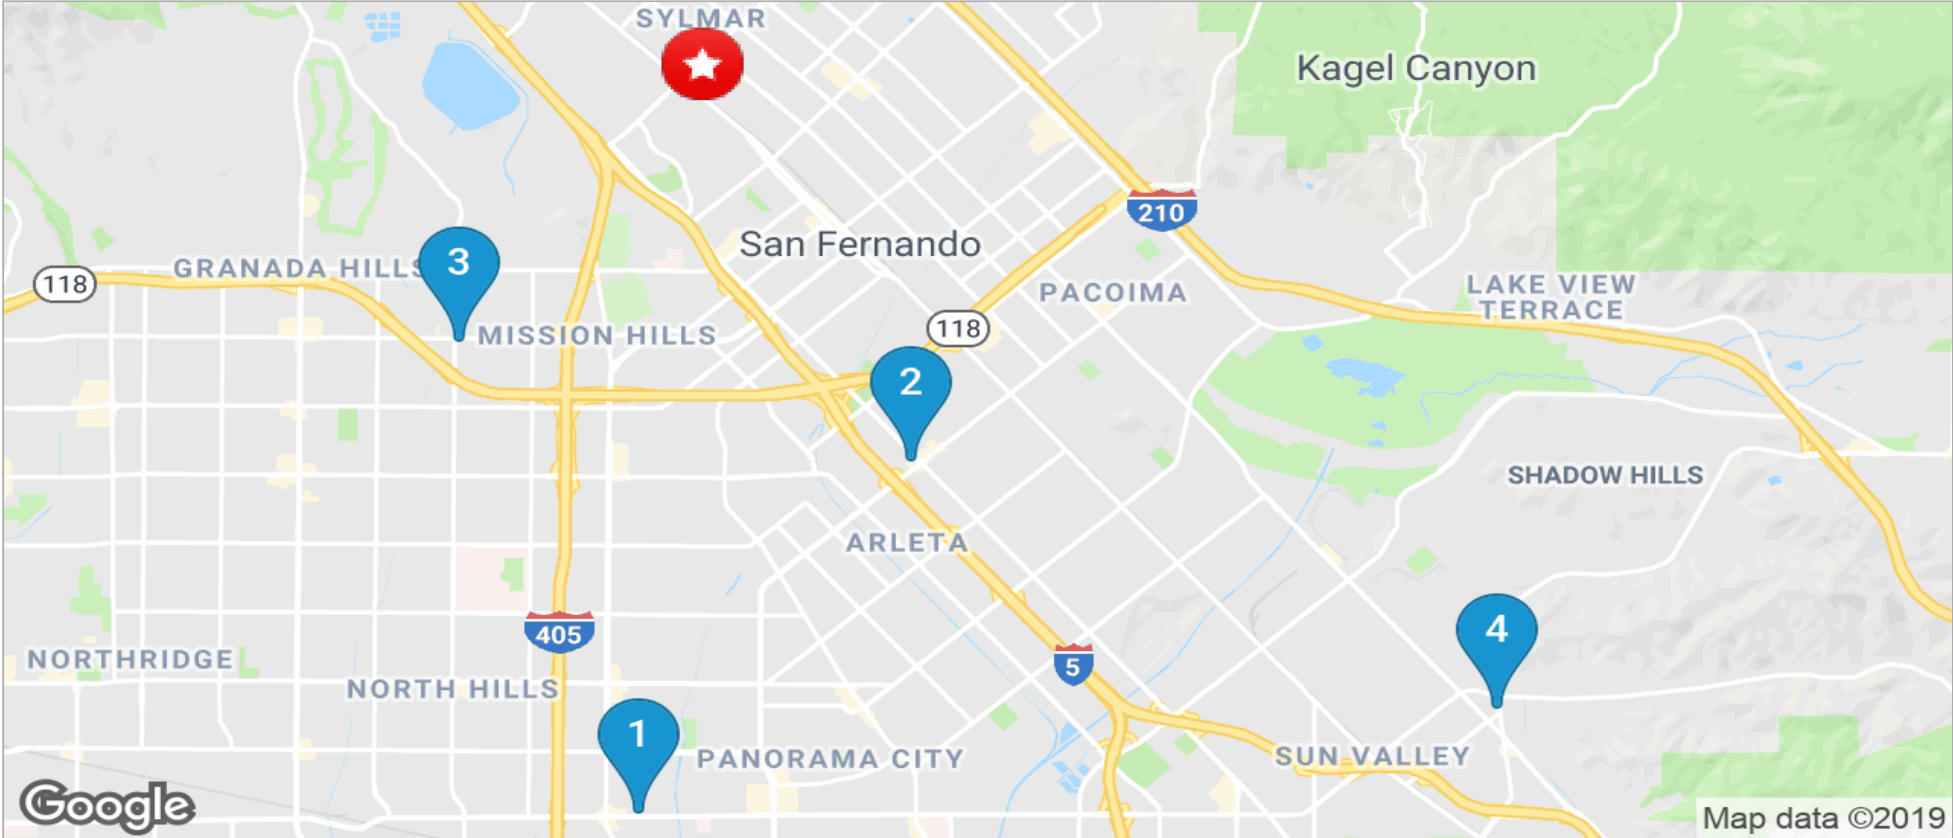 SYLMAR
Kagel Canyon
210
San Fernando
3
GRANADA HILLS
118
PACOIMA
LAKE VIEW
TERRACE
118
MISSION HILLS
2
SHADOW HILLS
ARLETA
405
4
NORTHRIDGE
5
NORTH HILLS
1
PANORAMA CITY
SUN VALLEY
Google
Map data ©2019